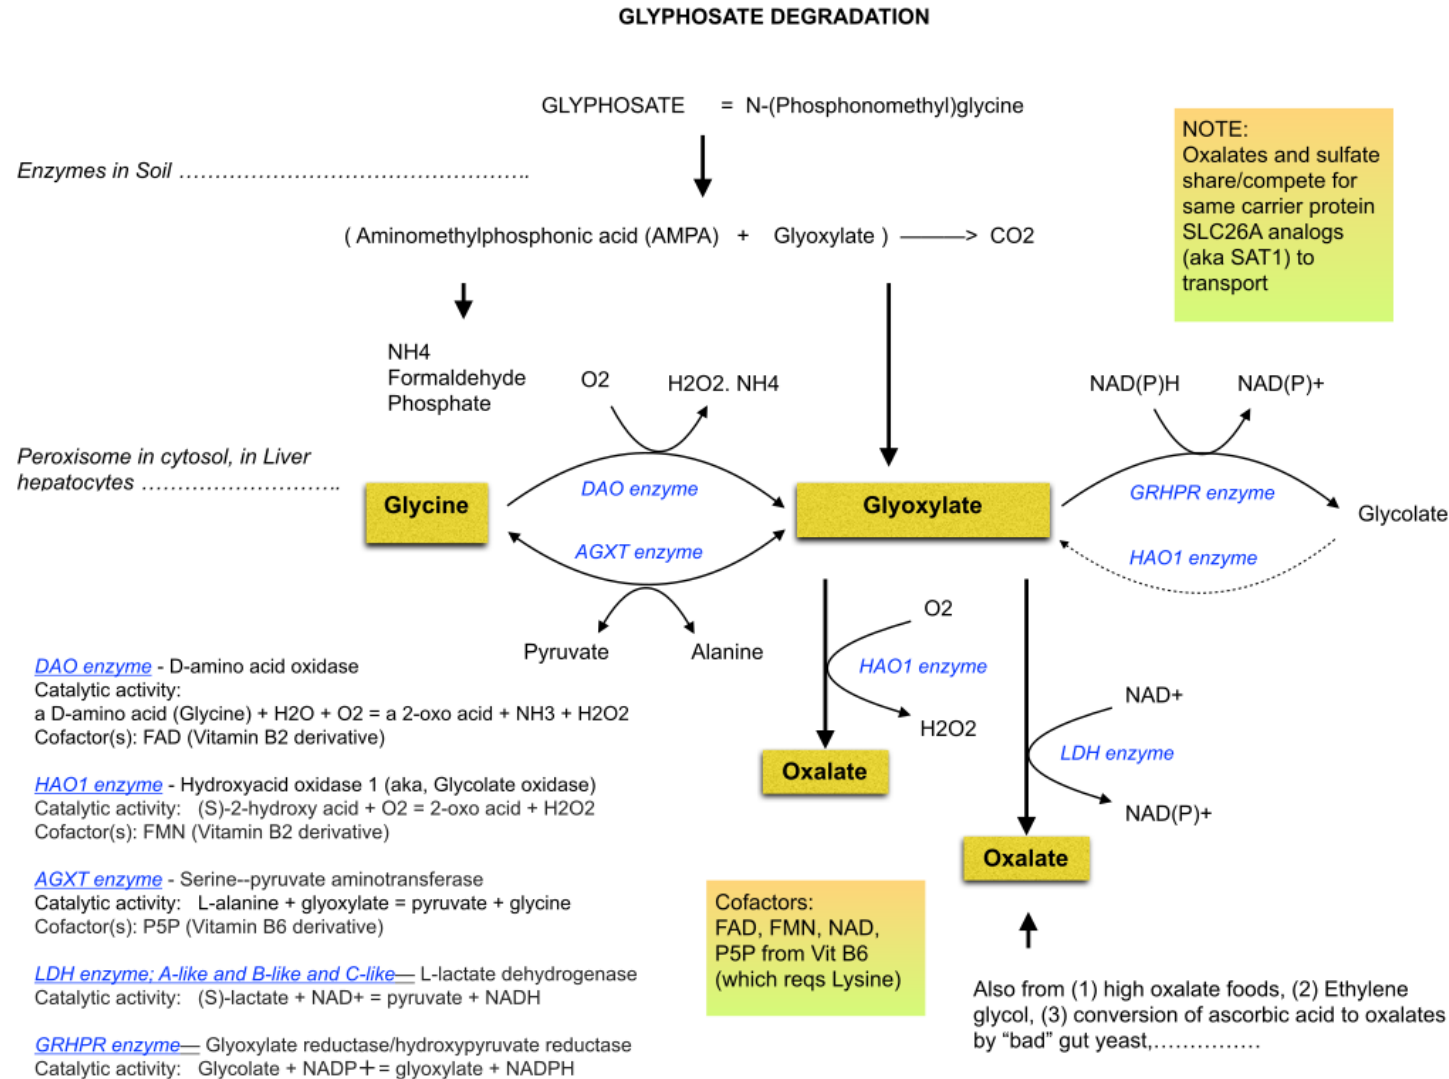 GLYPHOSATE DEGRADATION
GLYPHOSATE = N-(Phosphonomethyl)glycine
NOTE:
Oxalates and sulfate
share/compete for
same carrier protein
SLC26A analogs
(aka SAT1) to
transport
Enzymes in Soil ……………………………………………..
( Aminomethylphosphonic acid (AMPA) + Glyoxylate ) ———> CO2
NH4
Formaldehyde
Phosphate
O2
H2O2. NH4
NAD(P)H
NAD(P)+
Peroxisome in cytosol, in Liver
hepatocytes ………………………..
Glycine
DAO enzyme
AGXT enzyme
Glyoxylate
GRHPR enzyme
HAO1 enzyme
Glycolate
Pyruvate
Alanine
O2
HAO1 enzyme
H2O2
Oxalate
NAD+
LDH enzyme
NAD(P)+
Oxalate
DAO enzyme - D-amino acid oxidase
Catalytic activity:
a D-amino acid (Glycine) + H2O + O2 = a 2-oxo acid + NH3 + H2O2
Cofactor(s): FAD (Vitamin B2 derivative)
HAO1 enzyme - Hydroxyacid oxidase 1 (aka, Glycolate oxidase)
Catalytic activity: (S)-2-hydroxy acid + O2 = 2-oxo acid + H2O2
Cofactor(s): FMN (Vitamin B2 derivative)
AGXT enzyme - Serine--pyruvate aminotransferase
Catalytic activity: L-alanine + glyoxylate = pyruvate + glycine
Cofactor(s): P5P (Vitamin B6 derivative)
LDH enzyme; A-like and B-like and C-like— L-lactate dehydrogenase
Catalytic activity: (S)-lactate + NAD+ = pyruvate + NADH
GRHPR enzyme— Glyoxylate reductase/hydroxypyruvate reductase
Catalytic activity: Glycolate + NADP+= glyoxylate + NADPH
Cofactors:
FAD, FMN, NAD,
P5P from Vit B6
(which reqs Lysine)
Also from (1) high oxalate foods, (2) Ethylene
glycol, (3) conversion of ascorbic acid to oxalates
by “bad” gut yeast,……………